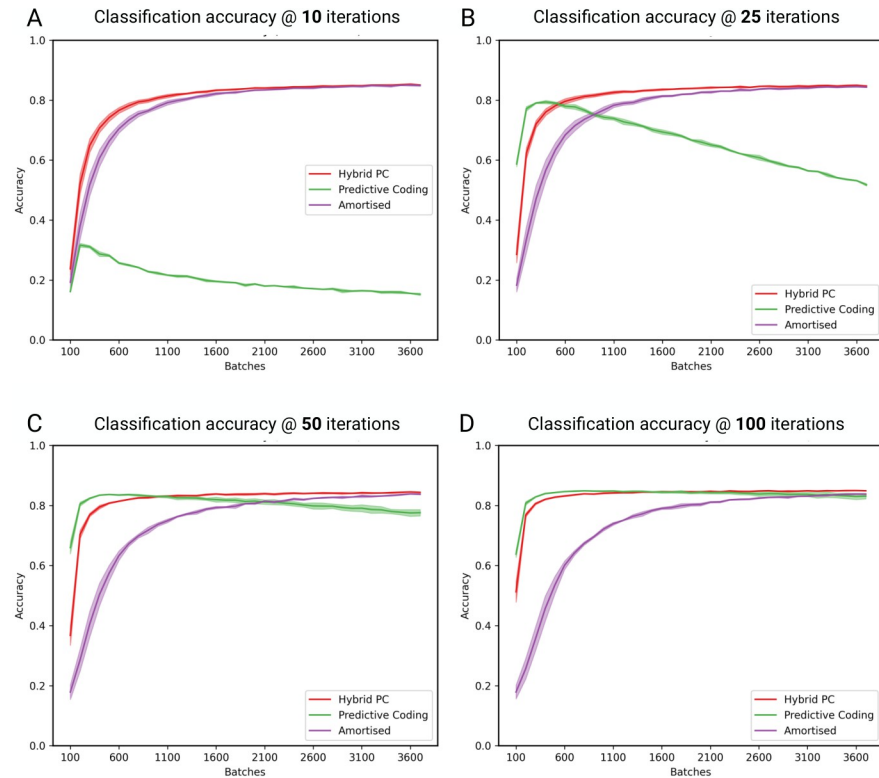 A Classification accuracy @ 10 iterations
1.0
0.8
0.6
0.4
0.2
0.0
Accuracy
Hybrid PC
Predictive Coding
Amortised
100 600 1100 1600 2100 2600 3100 3600
Batches
B Classification accuracy @ 25 iterations
1.0
0.8
0.6
0.4
0.2
0.0
Accuracy
Hybrid PC
Predictive Coding
Amortised
100 600 1100 1600 2100 2600 3100 3600
Batches
C Classification accuracy @ 50 iterations
1.0
0.8
0.6
0.4
0.2
0.0
Accuracy
Hybrid PC
Predictive Coding
Amortised
100 600 1100 1600 2100 2600 3100 3600
Batches
D Classification accuracy @ 100 iterations
1.0
0.8
0.6
0.4
0.2
0.0
Accuracy
Hybrid PC
Predictive Coding
Amortised
100 600 1100 1600 2100 2600 3100 3600
Batches